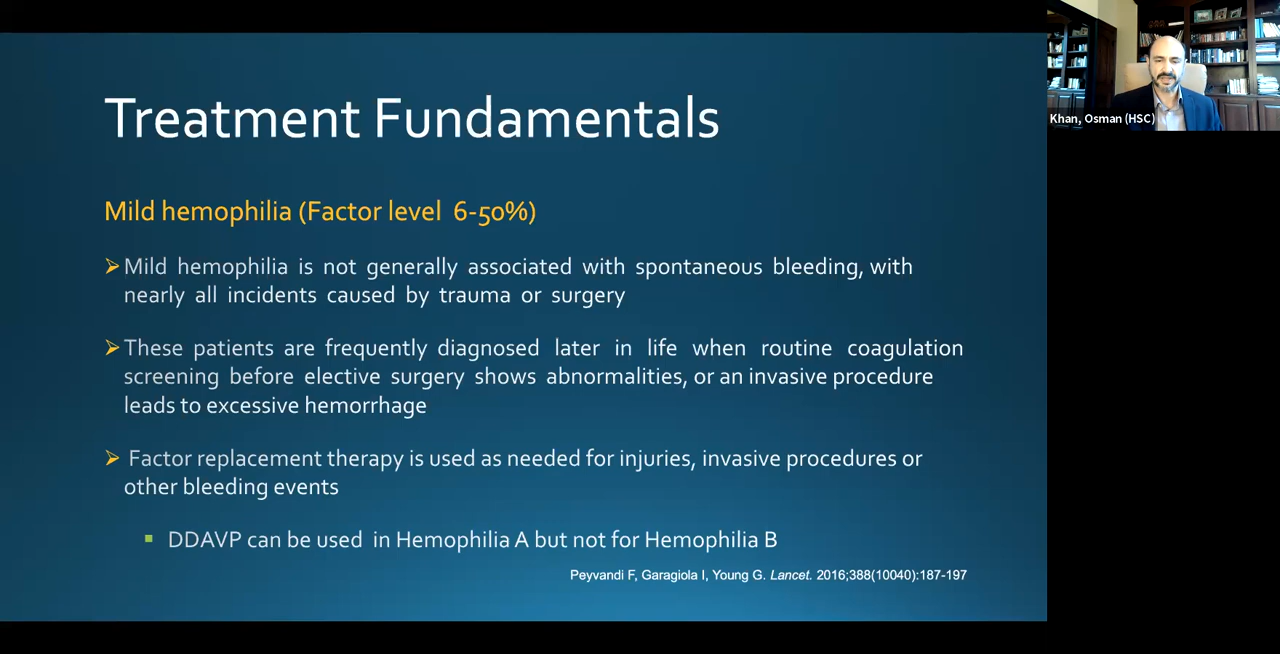 Treatment Fundamentals
Mild hemophilia (Factor level 6-50%)
Mild hemophilia is not generally associated with spontaneous bleeding, with
nearly all incidents caused by trauma or surgery
These patients are frequently diagnosed later in life when routine coagulation
screening before elective surgery shows abnormalities, or an invasive procedure
leads to excessive hemorrhage
Factor replacement therapy is used as needed for injuries, invasive procedures or
other bleeding events
DDAVP can be used in Hemophilia A but not for Hemophilia B
Peyvandi F, Garagiola I, Young G. Lancet. 2016;388(10040):187-197
Khan, Osman (HSC)